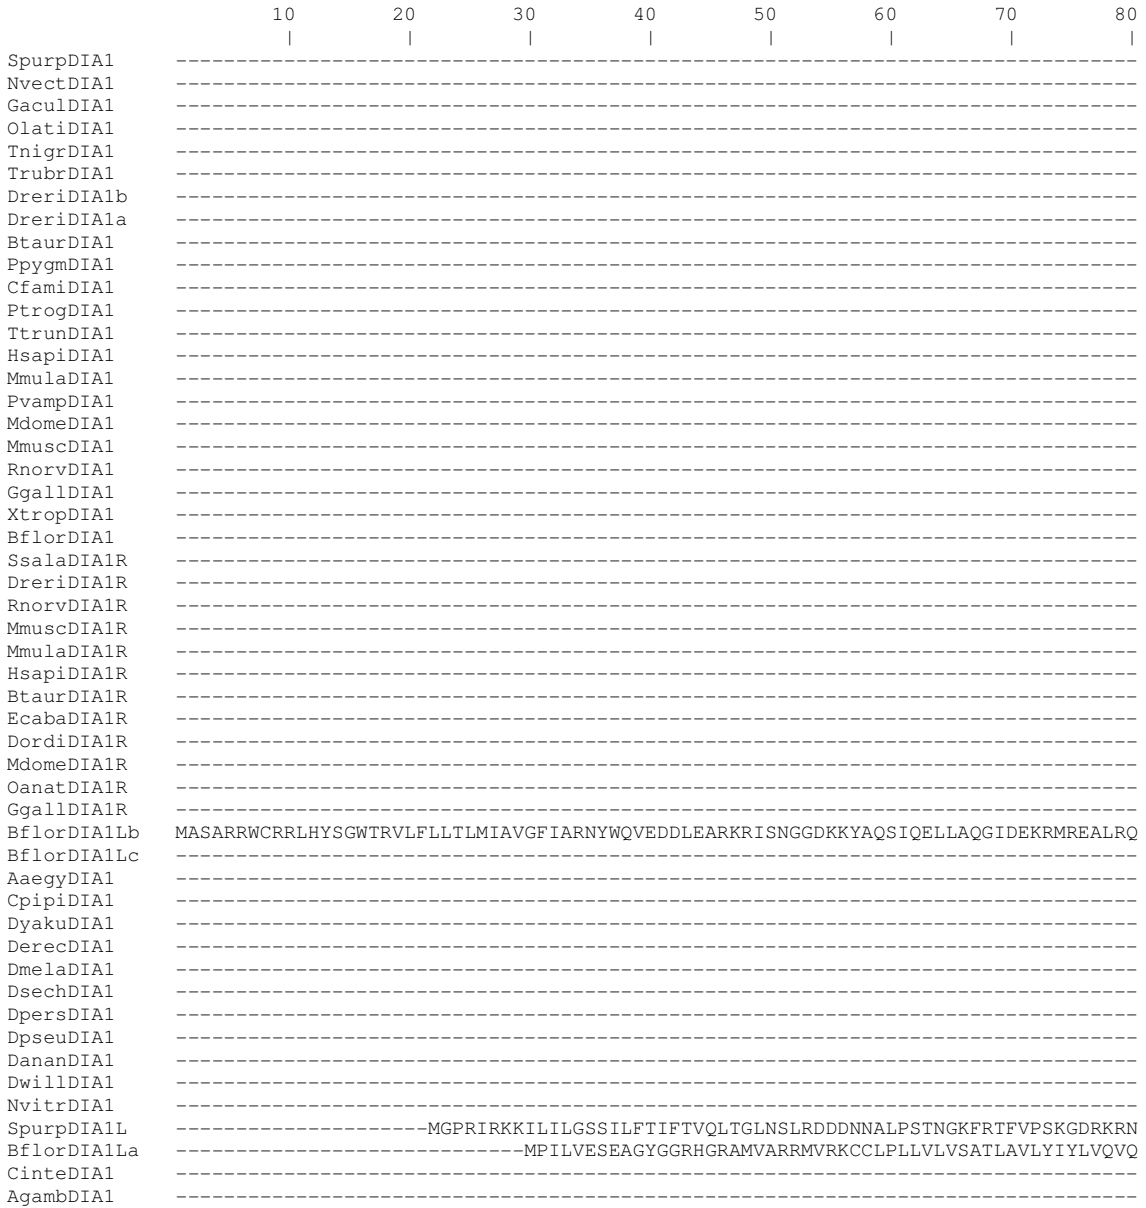 10 20 30 40 50 60 70 80
| | | | | | | |
SpurpDIA1 --------------------------------------------------------------------------------
NvectDIA1 --------------------------------------------------------------------------------
GaculDIA1 --------------------------------------------------------------------------------
OlatiDIA1 --------------------------------------------------------------------------------
TnigrDIA1 --------------------------------------------------------------------------------
TrubrDIA1 --------------------------------------------------------------------------------
DreriDIA1b --------------------------------------------------------------------------------
DreriDIA1a --------------------------------------------------------------------------------
BtaurDIA1 --------------------------------------------------------------------------------
PpygmDIA1 --------------------------------------------------------------------------------
CfamiDIA1 --------------------------------------------------------------------------------
PtrogDIA1 --------------------------------------------------------------------------------
TtrunDIA1 --------------------------------------------------------------------------------
HsapiDIA1 --------------------------------------------------------------------------------
MmulaDIA1 --------------------------------------------------------------------------------
PvampDIA1 --------------------------------------------------------------------------------
MdomeDIA1 --------------------------------------------------------------------------------
MmuscDIA1 --------------------------------------------------------------------------------
RnorvDIA1 --------------------------------------------------------------------------------
GgallDIA1 --------------------------------------------------------------------------------
XtropDIA1 --------------------------------------------------------------------------------
BflorDIA1 --------------------------------------------------------------------------------
SsalaDIA1R --------------------------------------------------------------------------------
DreriDIA1R --------------------------------------------------------------------------------
RnorvDIA1R --------------------------------------------------------------------------------
MmuscDIA1R --------------------------------------------------------------------------------
MmulaDIA1R --------------------------------------------------------------------------------
HsapiDIA1R --------------------------------------------------------------------------------
BtaurDIA1R --------------------------------------------------------------------------------
EcabaDIA1R --------------------------------------------------------------------------------
DordiDIA1R --------------------------------------------------------------------------------
MdomeDIA1R --------------------------------------------------------------------------------
OanatDIA1R --------------------------------------------------------------------------------
GgallDIA1R --------------------------------------------------------------------------------
BflorDIA1Lb MASARRWCRRLHYSGWTRVLFLLTLMIAVGFIARNYWQVEDDLEARKRISNGGDKKYAQSIQELLAQGIDEKRMREALRQ
BflorDIA1Lc --------------------------------------------------------------------------------
AaegyDIA1 --------------------------------------------------------------------------------
CpipiDIA1 --------------------------------------------------------------------------------
DyakuDIA1 --------------------------------------------------------------------------------
DerecDIA1 --------------------------------------------------------------------------------
DmelaDIA1 --------------------------------------------------------------------------------
DsechDIA1 --------------------------------------------------------------------------------
DpersDIA1 --------------------------------------------------------------------------------
DpseuDIA1 --------------------------------------------------------------------------------
DananDIA1 --------------------------------------------------------------------------------
DwillDIA1 --------------------------------------------------------------------------------
NvitrDIA1 --------------------------------------------------------------------------------
SpurpDIA1L ---------------------MGPRIRKKILILGSSILFTIFTVQLTGLNSLRDDDDNNALPSTNGKFRTFVPSKGDRKRN
BflorDIA1La -----------------------------MPILVESEAGYGGRHGRAMVARRMVRKCCLPLLVLVSATLAVLYIYLVQVQ
CinteDIA1 --------------------------------------------------------------------------------
AgambDIA1 --------------------------------------------------------------------------------